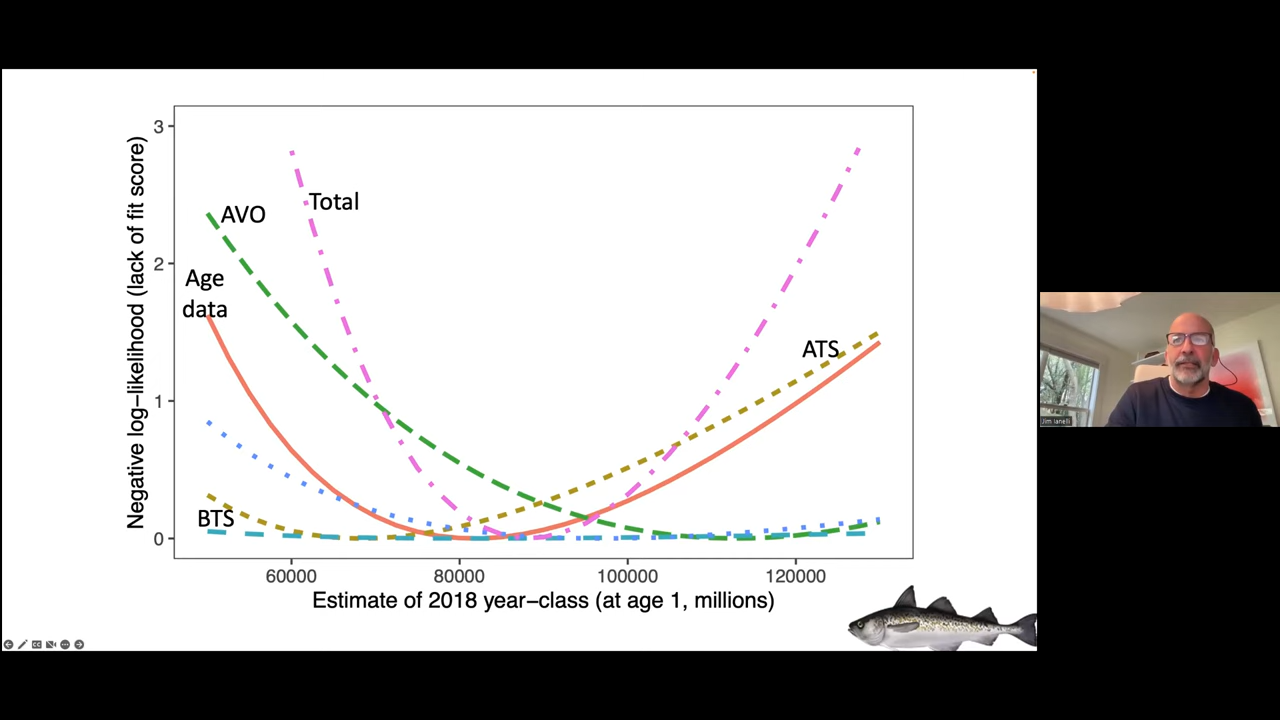 3
2
1
0
Negative log−likelihood (lack of fit score)
AVO
Total
Age
data
ATS
BTS
60000
80000
100000
120000
Estimate of 2018 year−class (at age 1, millions)
Jim Ianelli